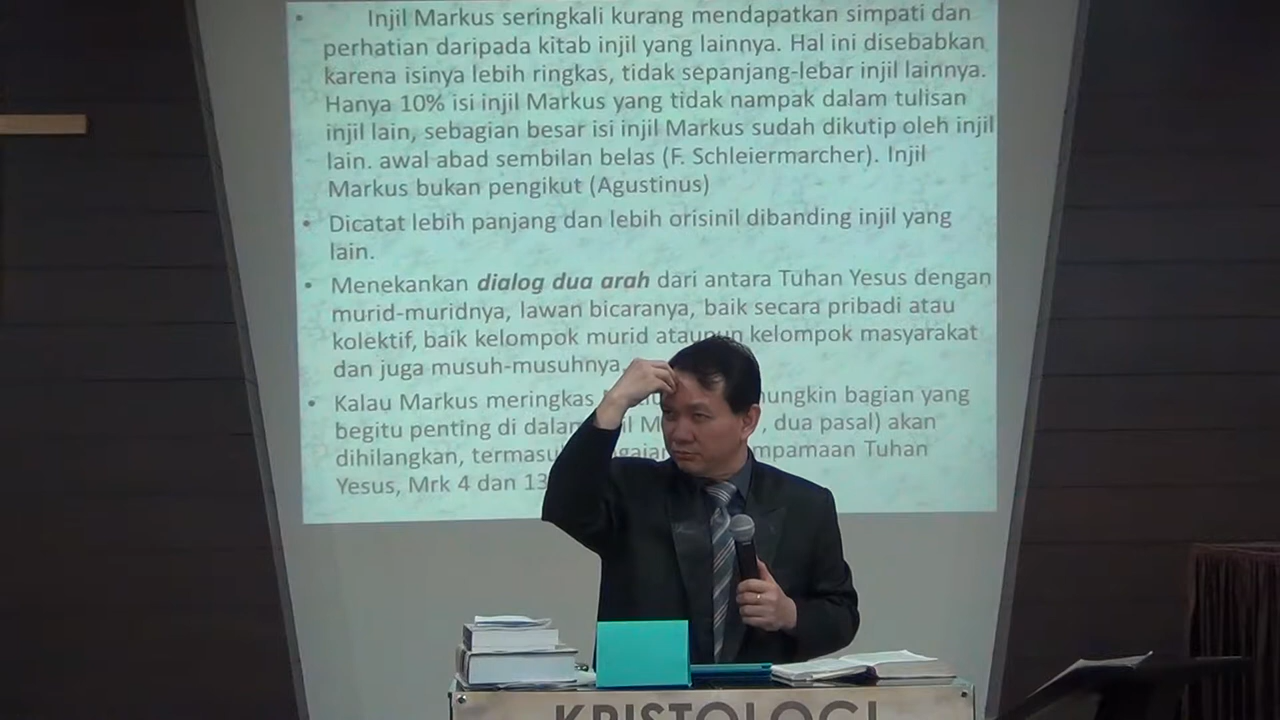 • Injil Markus seringkali kurang mendapatkan simpati dan
perhatian daripada kitab injil yang lainnya. Hal ini disebabkan
karena isinya lebih ringkas, tidak sepanjang-lebar injil lainnya.
Hanya 10% isi injil Markus yang tidak nampak dalam tulisan
injil lain, sebagian besar isi injil Markus sudah dikutip oleh injil
lain. awal abad sembilan belas (F. Schleiermarcher). Injil
Markus bukan pengikut (Agustinus)
• Dicatat lebih panjang dan lebih orisinil dibanding injil yang
lain.
• Menekankan dialog dua arah dari antara Tuhan Yesus dengan
murid-muridnya, lawan bicaranya, baik secara pribadi atau
kolektif, baik kelompok murid ataupun kelompok masyarakat
dan juga musuh-musuhnya.
• Kalau Markus meringkas bagian yang
begitu penting di dalam , dua pasal) akan
dihilangkan, Tuhan
Yesus, Mrk 4 dan 13
KRISTOLOGI